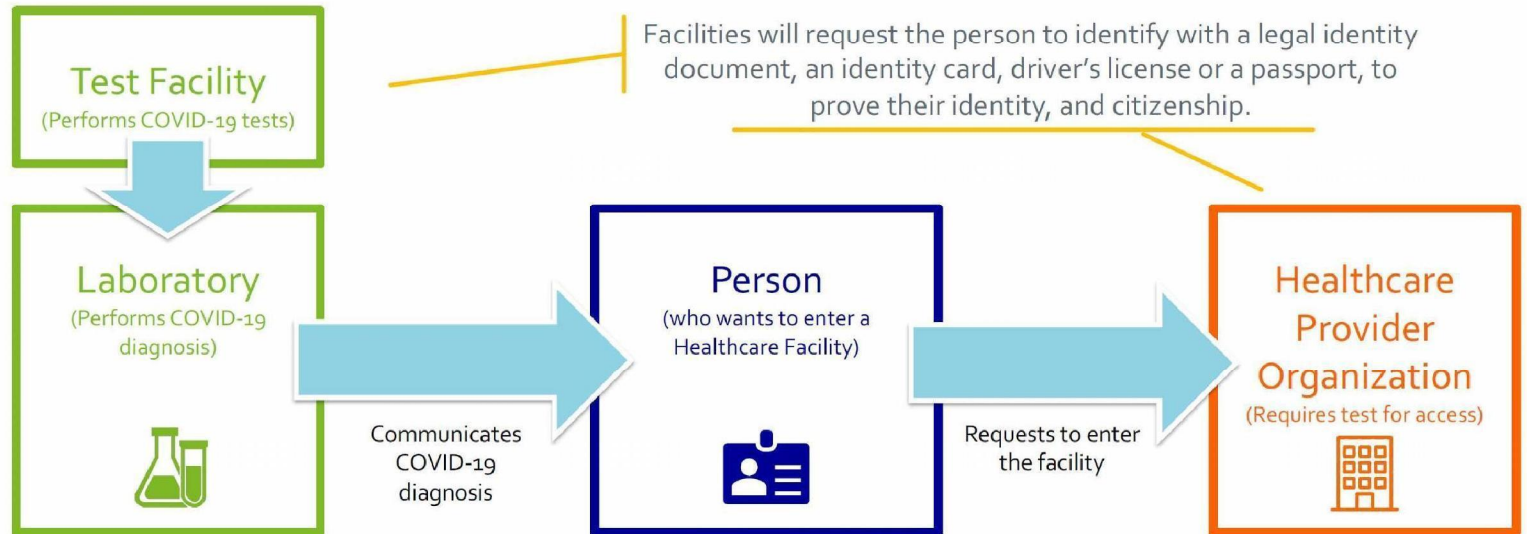 Facilities will request the person to identify with a legal identity
document, an identity card, driver's license or a passport, to
prove their identity, and citizenship.
Test Facility
(Performs COVID-19 tests)
Laboratory
(Performs COVID-19
diagnosis)
Communicates
COVID-19
diagnosis
Person
(who wants to enter a
Healthcare Facility)
Requests to enter
the facility
Healthcare
Provider
Organization
(Requires test for access)